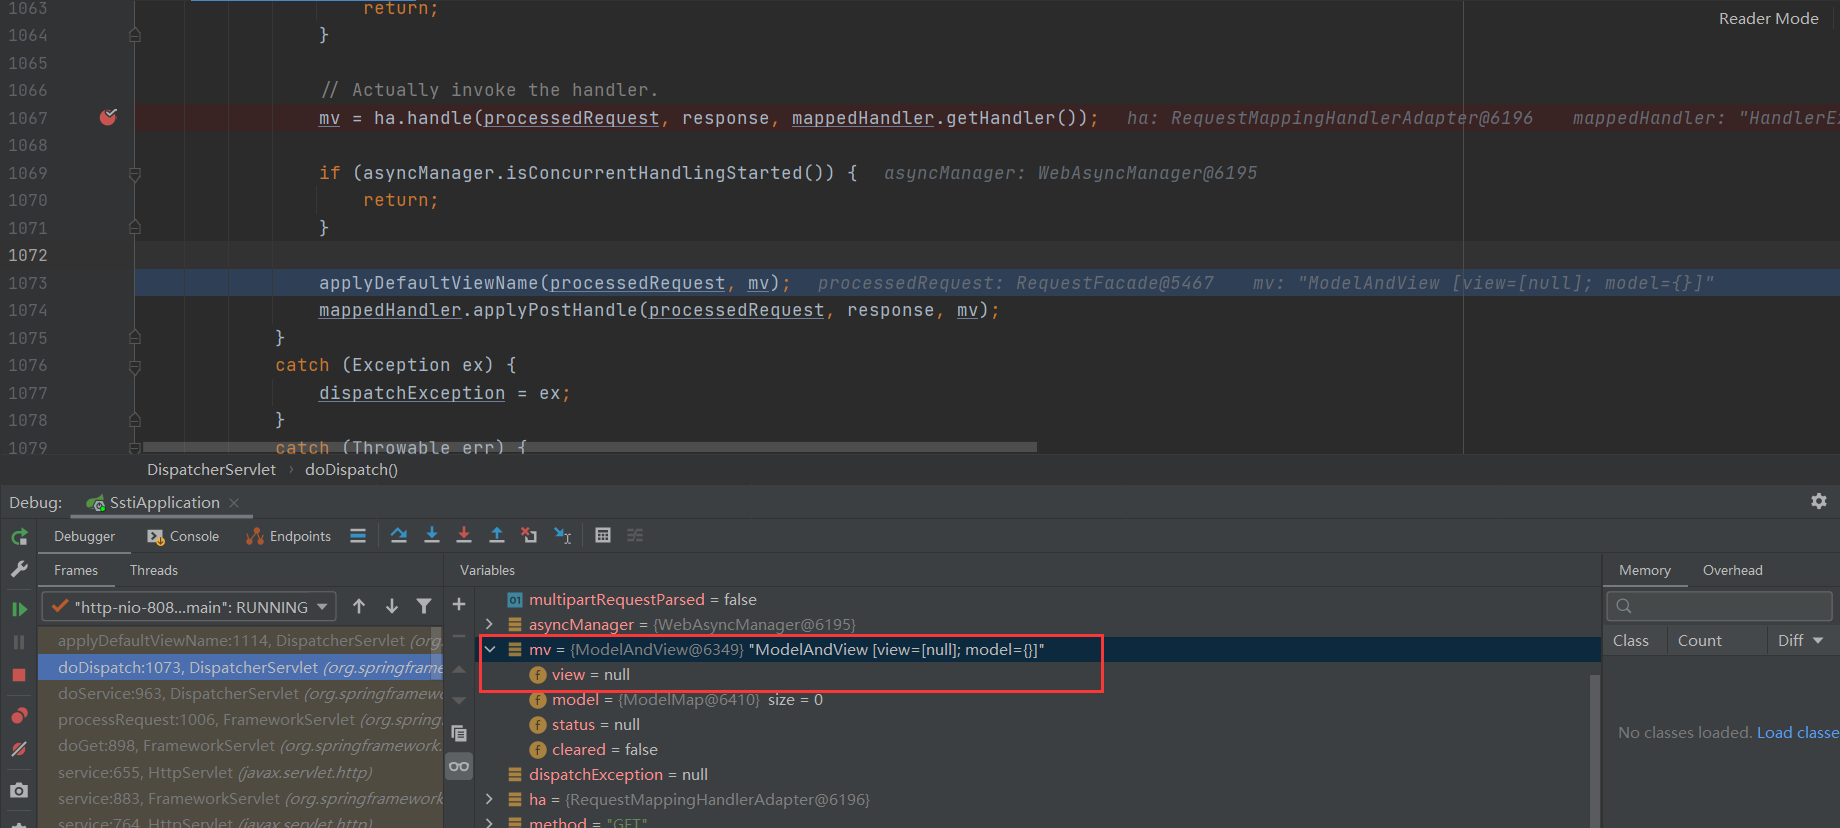 1063 return;
Reader Mode
1064 }
1065
1066 // Actually invoke the handler.
1067 mv = ha.handle(processedRequest, response, mappedHandler.getHandler()); ha: RequestMappingHandlerAdapter@6196 mappedHandler: "HandlerEx
1068
1069 if (asyncManager.isConcurrentHandlingStarted()) { asyncManager: WebAsyncManager@6195
1070 return;
1071 }
1072
1073 applyDefaultViewName(processedRequest, mv); processedRequest: RequestFacade@5467 mv: "ModelAndView [view=[null]; model={}]"
1074 mappedHandler.applyPostHandle(processedRequest, response, mv);
1075 }
1076 catch (Exception ex) {
1077 dispatchException = ex;
1078 }
1079 catch (Throwable err) {
DispatcherServlet › doDispatch()
Debug: SstiApplication
Debugger Console Endpoints
Frames Threads
Variables
Memory Overhead
"http-nio-808...main": RUNNING
applyDefaultViewName:1114, DispatcherServlet (org.
doDispatch:1073, DispatcherServlet (org.springframe
doService:963, DispatcherServlet (org.springframew
processRequest:1006, FrameworkServlet (org.spring
doGet:898, FrameworkServlet (org.springframework.
service:655, HttpServlet (javax.servlet.http)
service:883, FrameworkServlet (org.springframework
service:764, HttpServlet (javax.servlet.http)
multipartRequestParsed = false
asyncManager = {WebAsyncManager@6195}
mv = {ModelAndView@6349} "ModelAndView [view=[null]; model={}]"
view = null
model = {ModelMap@6410} size = 0
status = null
cleared = false
dispatchException = null
ha = {RequestMappingHandlerAdapter@6196}
method = "GET"
Class Count Diff
No classes loaded. Load classe